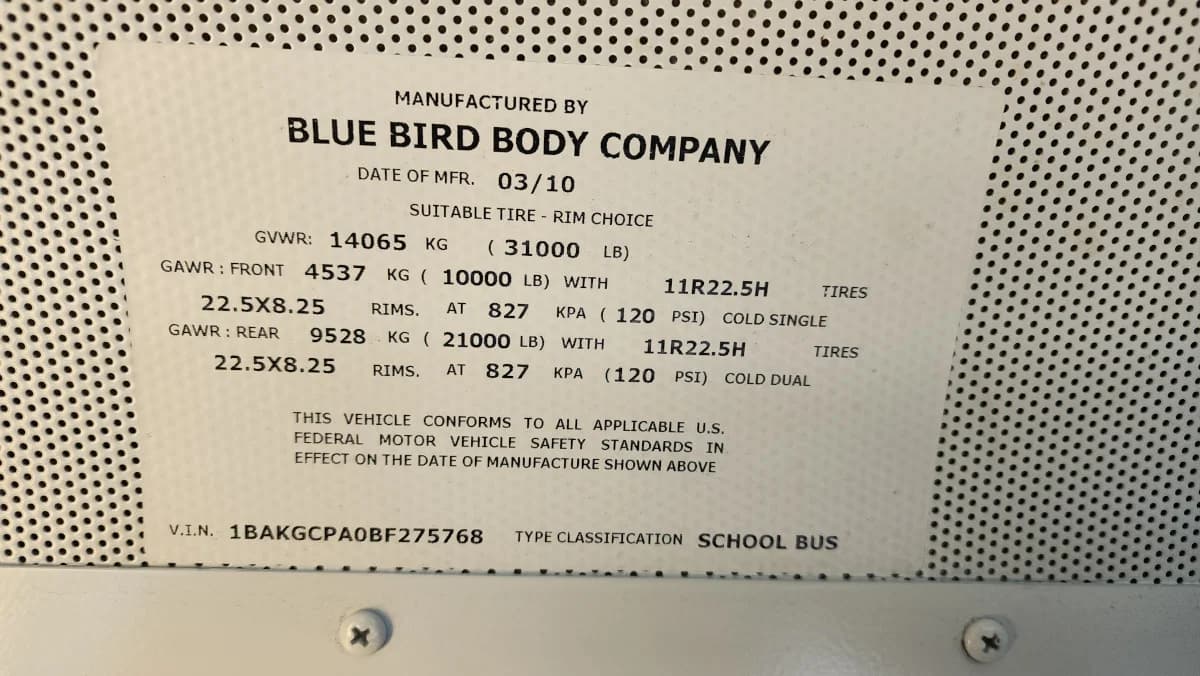 MANUFACTURED BY
BLUE BIRD BODY COMPANY
DATE OF MFR. 03/10
SUITABLE TIRE - RIM CHOICE
GVWR: 14065 KG ( 31000 LB)
GAWR : FRONT 4537 KG ( 10000 LB) WITH 11R22.5H TIRES
22.5X8.25 RIMS. AT 827 KPA ( 120 PSI) COLD SINGLE
GAWR : REAR 9528 KG ( 21000 LB) WITH 11R22.5H TIRES
22.5X8.25 RIMS. AT 827 KPA (120 PSI) COLD DUAL
THIS VEHICLE CONFORMS TO ALL APPLICABLE U.S.
FEDERAL MOTOR VEHICLE SAFETY STANDARDS IN
EFFECT ON THE DATE OF MANUFACTURE SHOWN ABOVE
V.I.N. 1BAKGCPA0BF275768 TYPE CLASSIFICATION SCHOOL BUS